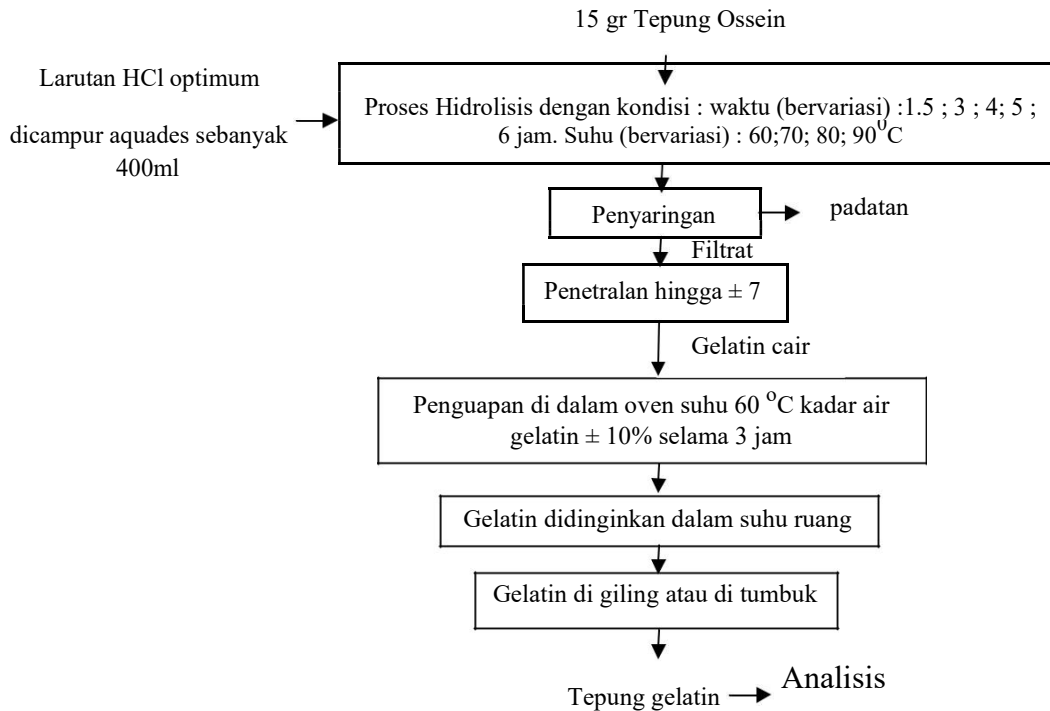 15 gr Tepung Ossein
Larutan HCl optimum
dicampur aquades sebanyak
400ml
Proses Hidrolisis dengan kondisi : waktu (bervariasi) :1.5 ; 3 ; 4; 5 ;
6 jam. Suhu (bervariasi) : 60;70; 80; 90⁰C
Penyaringan
padatan
Filtrat
Penetralan hingga ± 7
Gelatin cair
Penguapan di dalam oven suhu 60 ⁰C kadar air
gelatin ± 10% selama 3 jam
Gelatin didinginkan dalam suhu ruang
Gelatin di giling atau di tumbuk
Tepung gelatin
Analisis